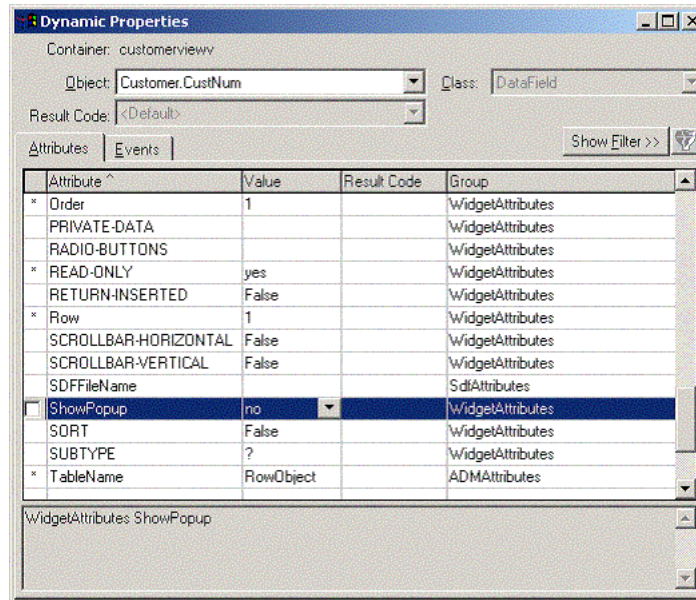 Dynamic Properties
Container: customerviewv
Object: Customer.CustNum Class: DataField
Result Code: <Default>
Attributes Events Show Filter >>
Attribute ^ Value Result Code Group
* Order 1 WidgetAttributes
PRIVATE-DATA WidgetAttributes
RADIO-BUTTONS WidgetAttributes
* READ-ONLY yes WidgetAttributes
RETURN-INSERTED False WidgetAttributes
* Row 1 WidgetAttributes
SCROLLBAR-HORIZONTAL False WidgetAttributes
SCROLLBAR-VERTICAL False WidgetAttributes
SDFFileName SdfAttributes
ShowPopup no WidgetAttributes
SORT False WidgetAttributes
SUBTYPE ? WidgetAttributes
* TableName RowObject ADMAttributes
WidgetAttributes ShowPopup